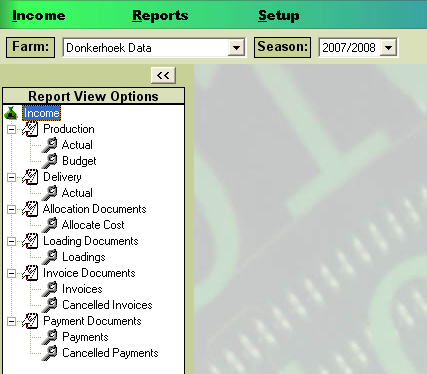 Income Reports Setup
Farm: Donkerhoek Data Season: 2007/2008
<<
Report View Options
Income
Production
Actual
Budget
Delivery
Actual
Allocation Documents
Allocate Cost
Loading Documents
Loadings
Invoice Documents
Invoices
Cancelled Invoices
Payment Documents
Payments
Cancelled Payments